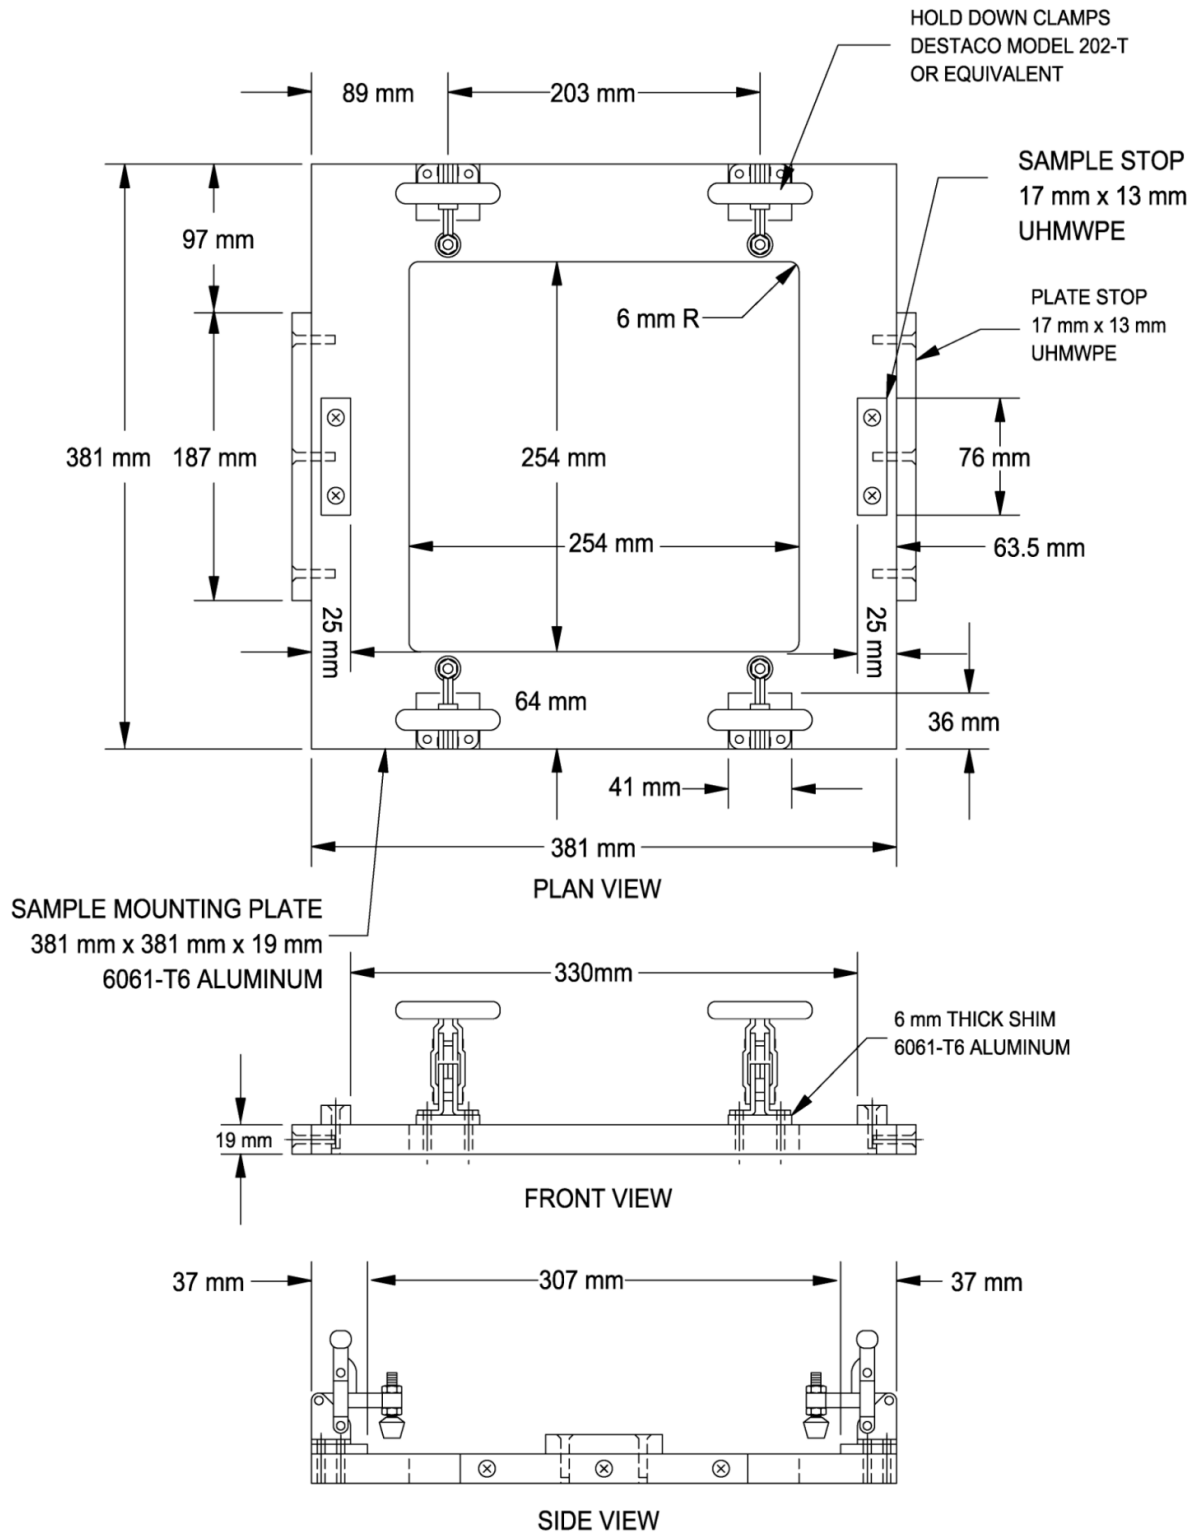 HOLD DOWN CLAMPS
DESTACO MODEL 202-T
OR EQUIVALENT
89 mm
203 mm
SAMPLE STOP
17 mm x 13 mm
UHMWPE
97 mm
PLATE STOP
17 mm x 13 mm
UHMWPE
6 mm R
381 mm
187 mm
254 mm
76 mm
254 mm
63.5 mm
25 mm
25 mm
64 mm
36 mm
41 mm
381 mm
PLAN VIEW
SAMPLE MOUNTING PLATE
381 mm x 381 mm x 19 mm
6061-T6 ALUMINUM
330mm
6 mm THICK SHIM
6061-T6 ALUMINUM
19 mm
FRONT VIEW
37 mm
307 mm
37 mm
SIDE VIEW